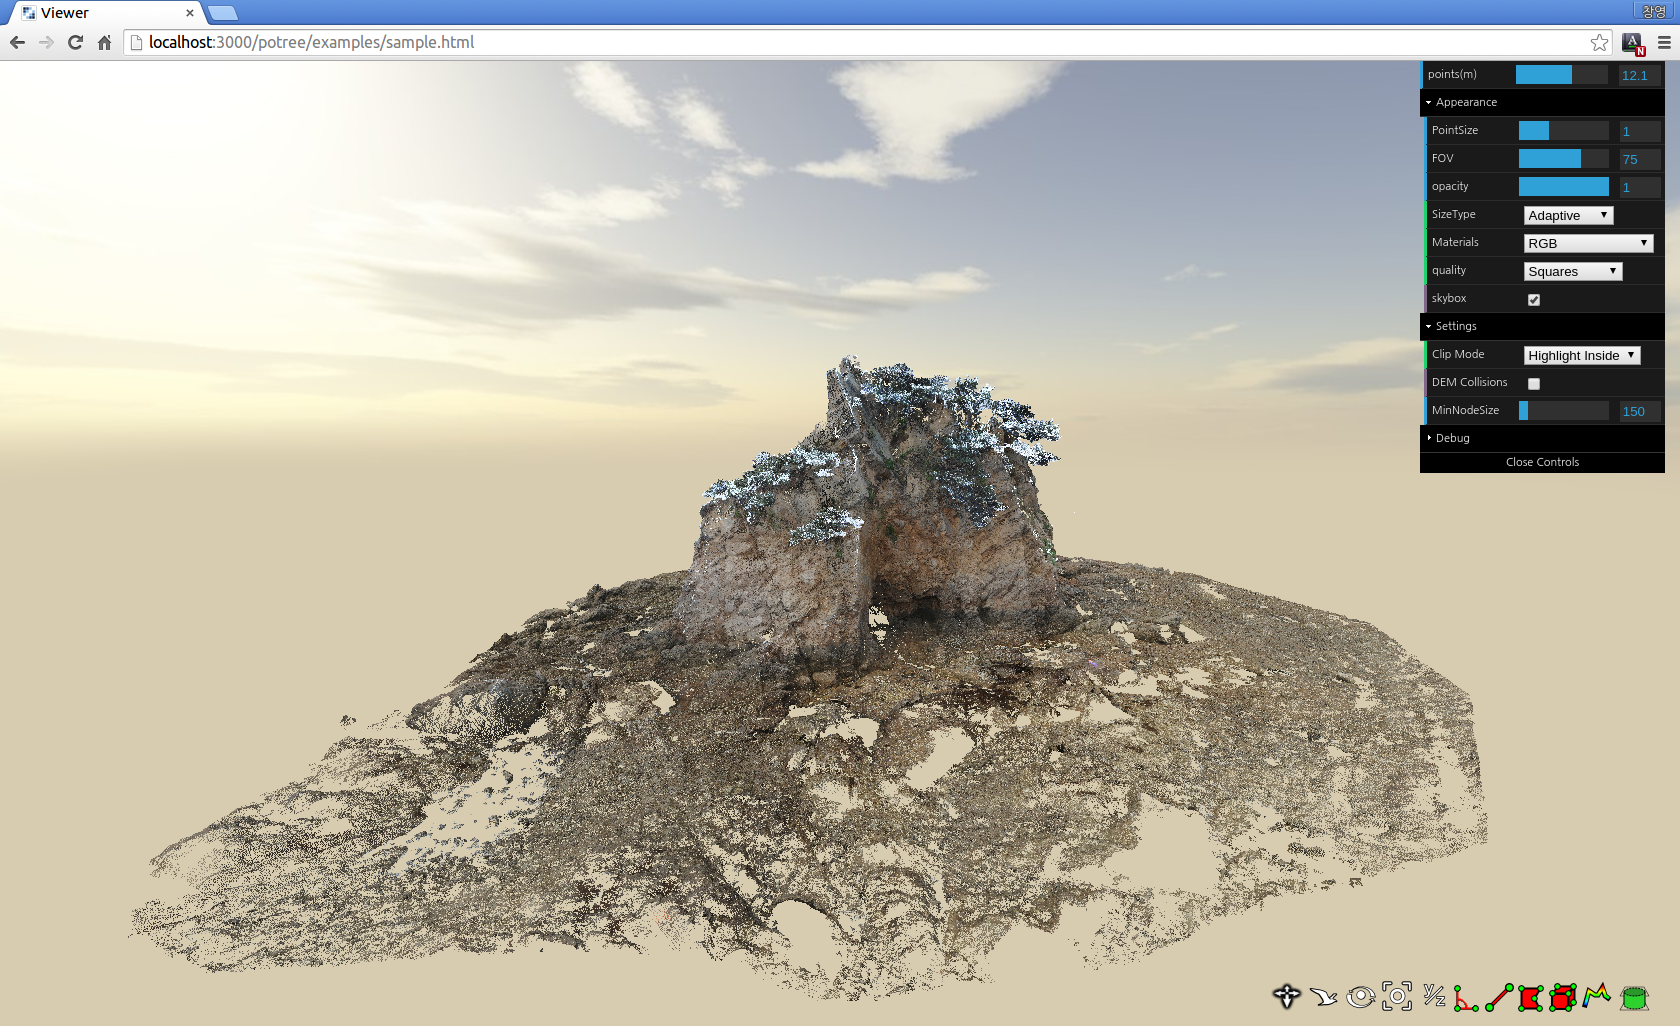 Viewer
창영
localhost:3000/potree/examples/sample.html
A
N
points(m) 12.1
Appearance
PointSize 1
FOV 75
opacity 1
SizeType Adaptive
Materials RGB
quality Squares
skybox
Settings
Clip Mode Highlight Inside
DEM Collisions
MinNodeSize 150
Debug
Close Controls
y/z